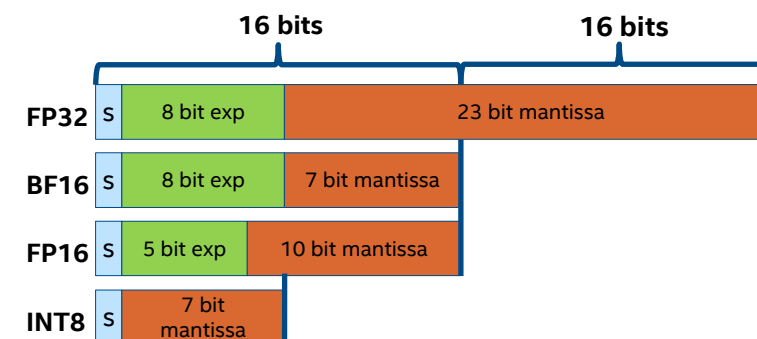 16 bits 16 bits
FP32 S 8 bit exp 23 bit mantissa
BF16 S 8 bit exp 7 bit mantissa
FP16 S 5 bit exp 10 bit mantissa
INT8 S 7 bit
mantissa